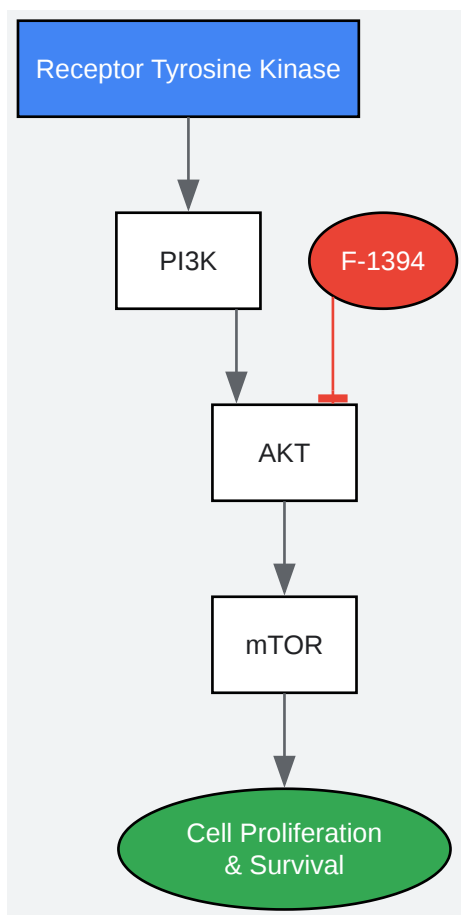 Receptor Tyrosine Kinase
PI3K
F-1394
AKT
mTOR
Cell Proliferation
& Survival